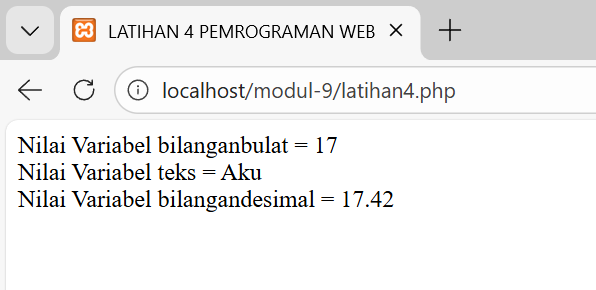 LATIHAN 4 PEMROGRAMAN WEB
localhost/modul-9/latihan4.php
Nilai Variabel bilanganbulat = 17
Nilai Variabel teks = Aku
Nilai Variabel bilangandesimal = 17.42